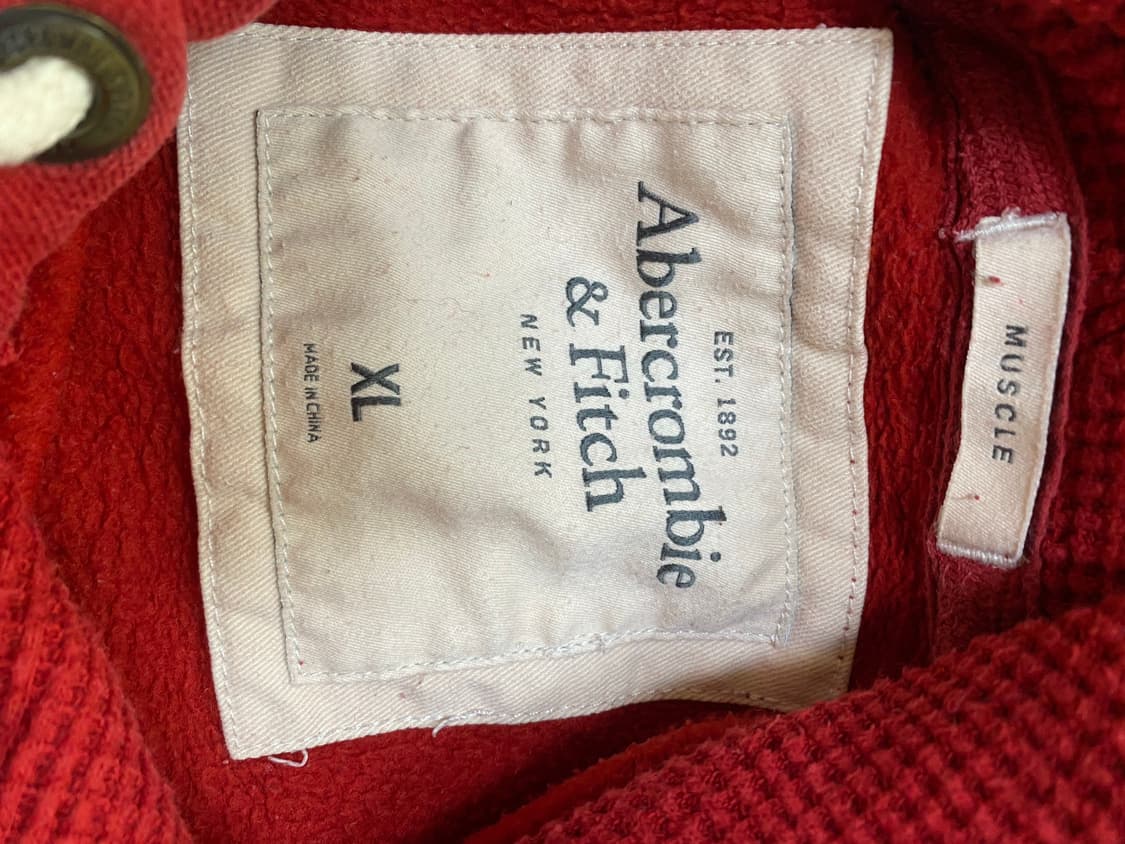 MUSCLE
EST. 1892
Abercrombie
& Fitch
NEW YORK
XL
MADE IN CHINA